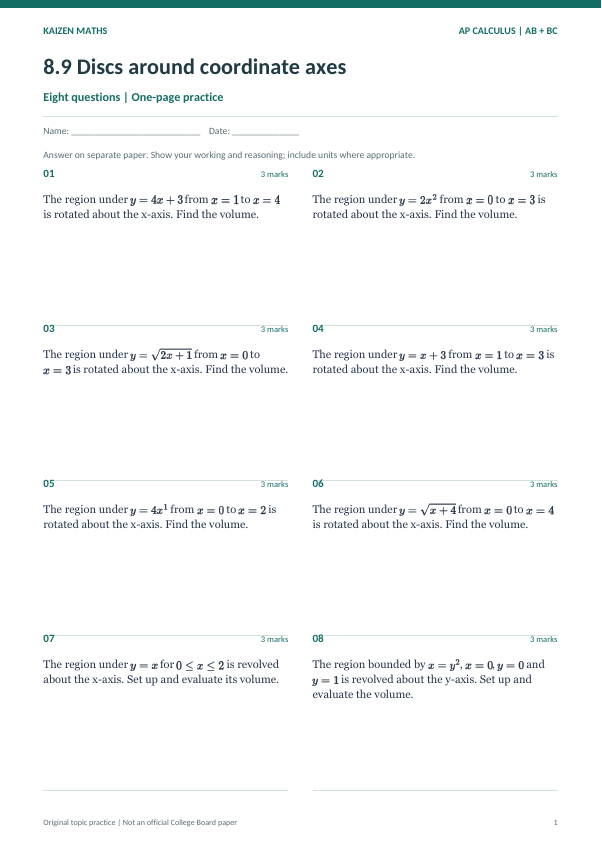 KAIZEN MATHS
AP CALCULUS | AB + BC
8.9 Discs around coordinate axes
Eight questions | One-page practice
Name: ______________________________ Date: _____________
Answer on separate paper. Show your working and reasoning; include units where appropriate.
01 3 marks
The region under y = 4x + 3 from x = 1 to x = 4
is rotated about the x-axis. Find the volume.
02 3 marks
The region under y = 2x² from x = 0 to x = 3 is
rotated about the x-axis. Find the volume.
03 3 marks
The region under y = √(2x + 1) from x = 0 to
x = 3 is rotated about the x-axis. Find the volume.
04 3 marks
The region under y = x + 3 from x = 1 to x = 3 is
rotated about the x-axis. Find the volume.
05 3 marks
The region under y = 4x¹ from x = 0 to x = 2 is
rotated about the x-axis. Find the volume.
06 3 marks
The region under y = √(x + 4) from x = 0 to x = 4
is rotated about the x-axis. Find the volume.
07 3 marks
The region under y = x for 0 ≤ x ≤ 2 is revolved
about the x-axis. Set up and evaluate its volume.
08 3 marks
The region bounded by x = y², x = 0, y = 0 and
y = 1 is revolved about the y-axis. Set up and
evaluate the volume.
Original topic practice | Not an official College Board paper
1